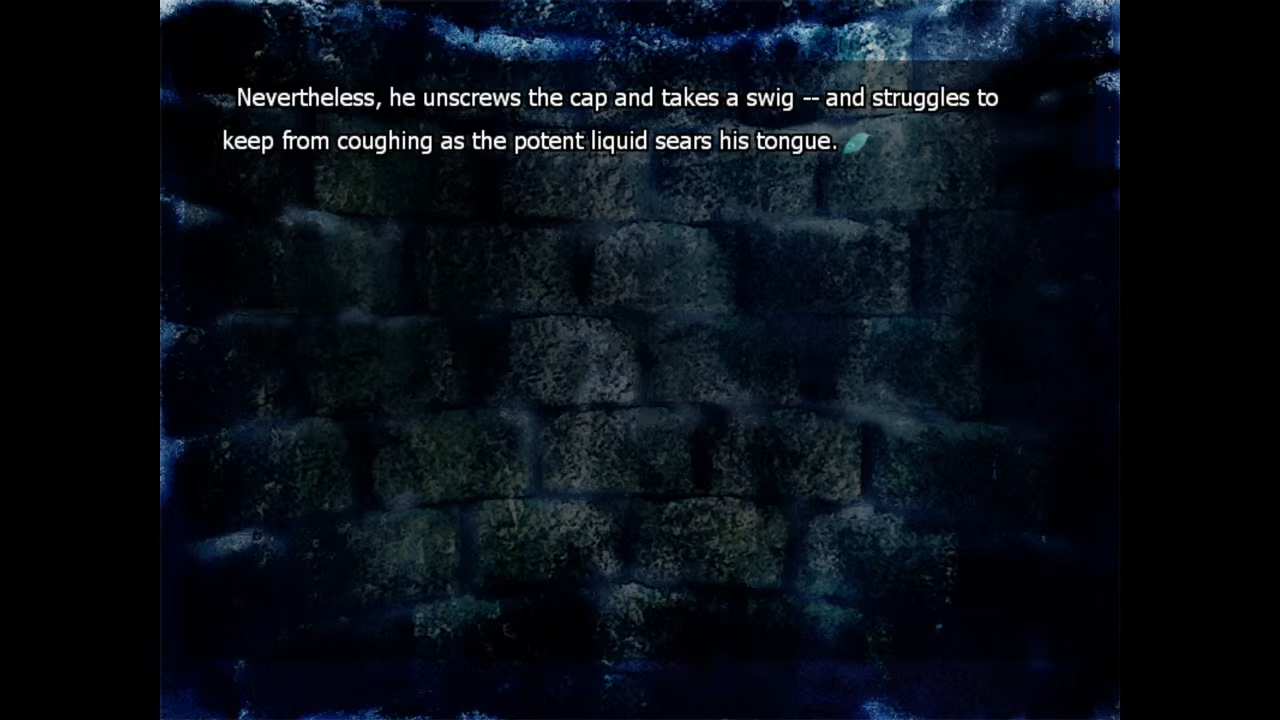 Nevertheless, he unscrews the cap and takes a swig -- and struggles to
keep from coughing as the potent liquid sears his tongue.